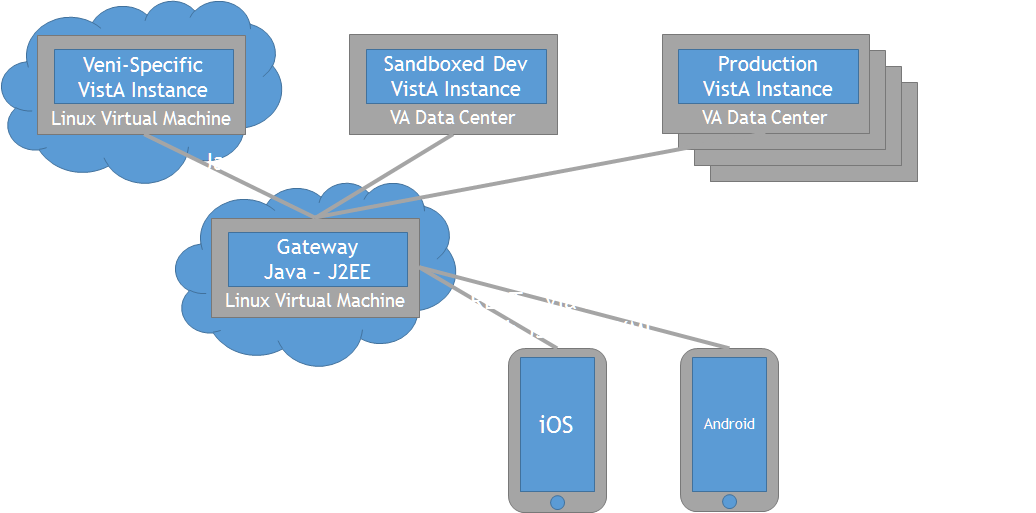 Veni-Specific
VistA Instance
Linux Virtual Machine
Sandboxed Dev
VistA Instance
VA Data Center
Production
VistA Instance
VA Data Center
Gateway
Java – J2EE
Linux Virtual Machine
iOS
Android